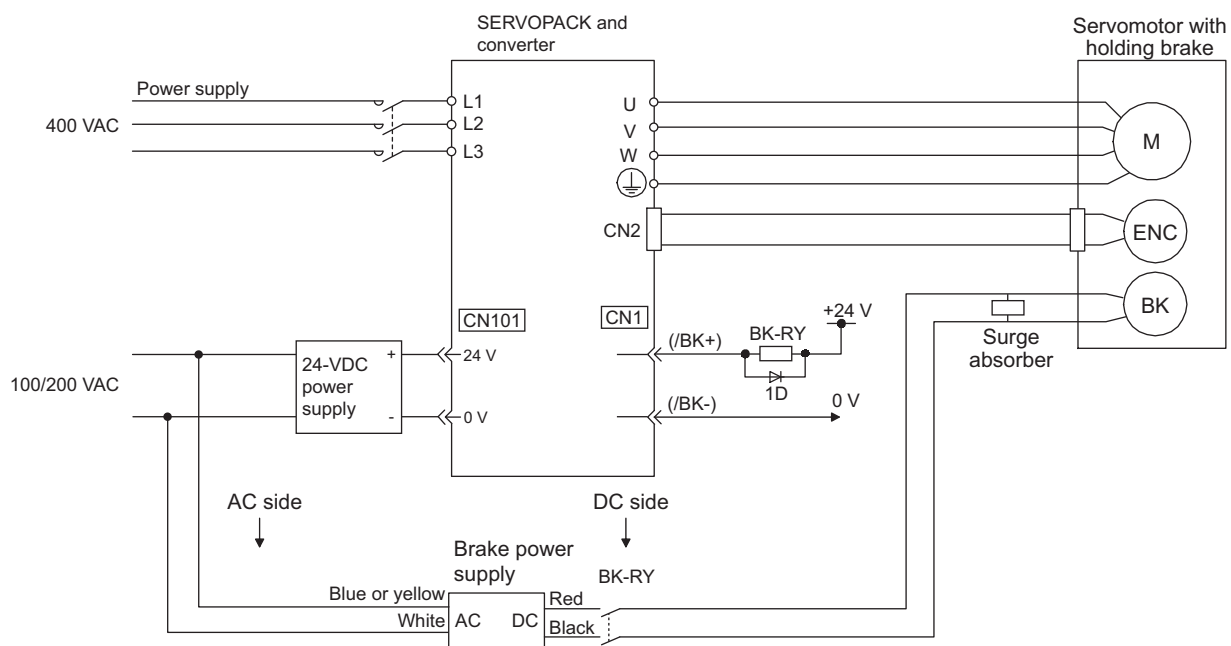 SERVOPACK and
converter
Servomotor with
holding brake
Power supply
400 VAC
L1
L2
L3
U
V
W
M
CN2
ENC
CN101
CN1
BK
+24 V
(/BK+)
BK-RY
Surge
absorber
24-VDC
power
supply
+
-
24 V
0 V
100/200 VAC
1D
(/BK-)
0 V
AC side
DC side
Brake power
supply
BK-RY
Blue or yellow
White
AC
DC
Red
Black